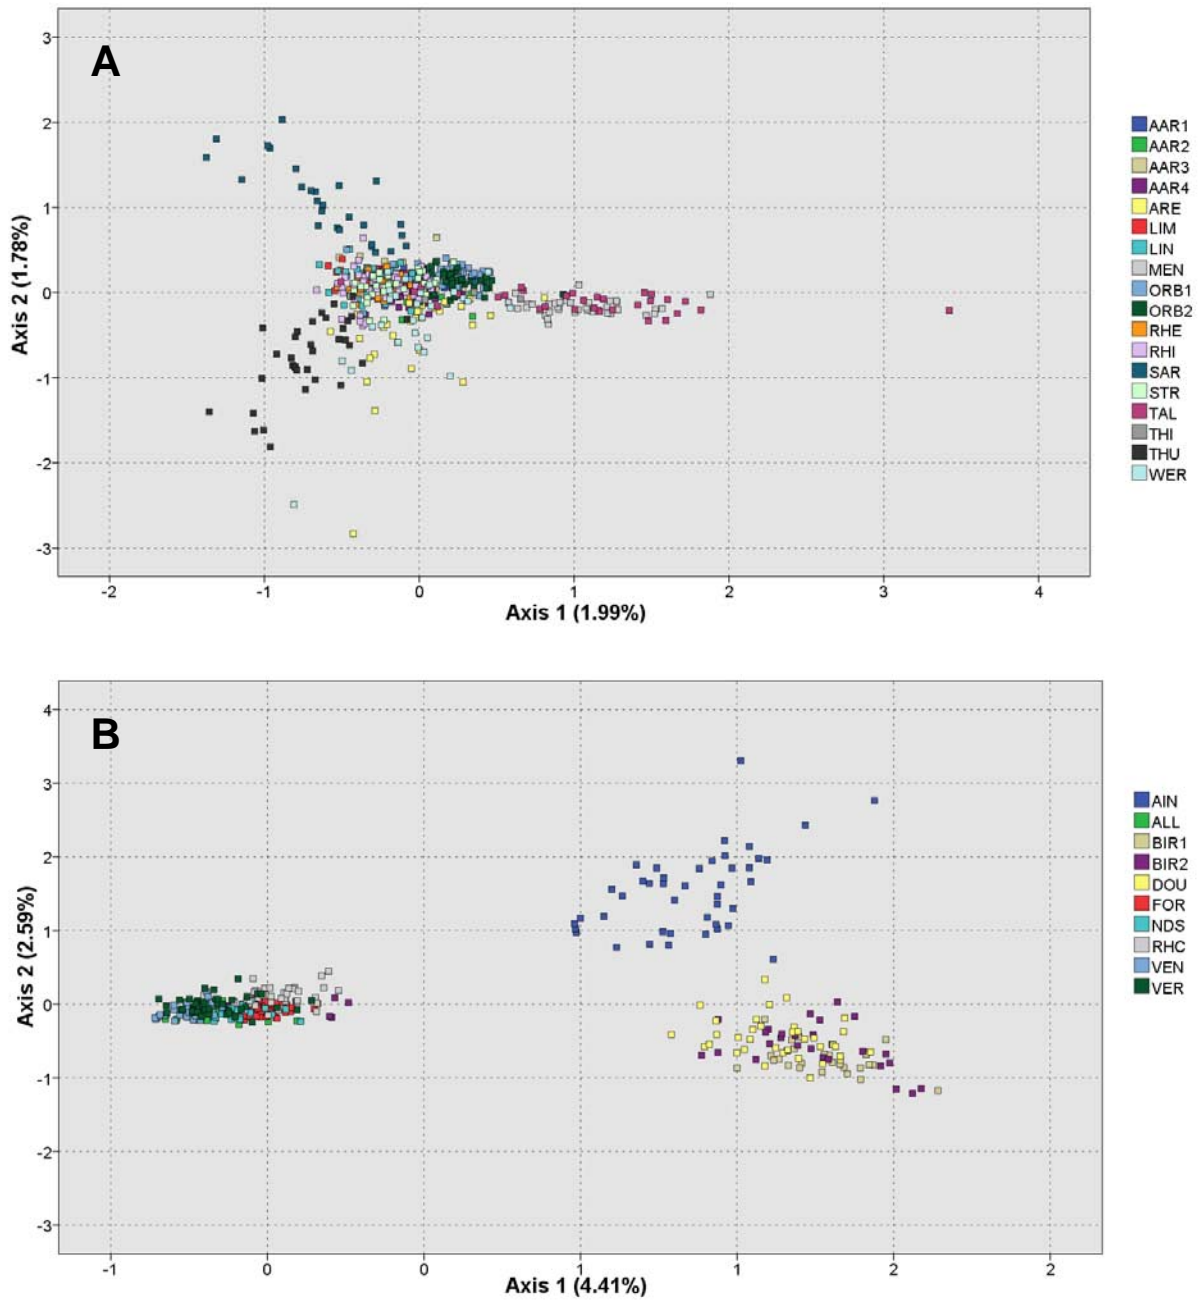 A
3
2
1
0
-1
-2
-3
Axis 2 (1.78%)
-2 -1 0 1 2 3 4
Axis 1 (1.99%)
AAR1
AAR2
AAR3
AAR4
ARE
LIM
LIN
MEN
ORB1
ORB2
RHE
RHI
SAR
STR
TAL
THI
THU
WER
B
4
3
2
1
0
-1
-2
-3
Axis 2 (2.59%)
-1 0 0 1 1 2 2
Axis 1 (4.41%)
AIN
ALL
BIR1
BIR2
DOU
FOR
NDS
RHC
VEN
VER